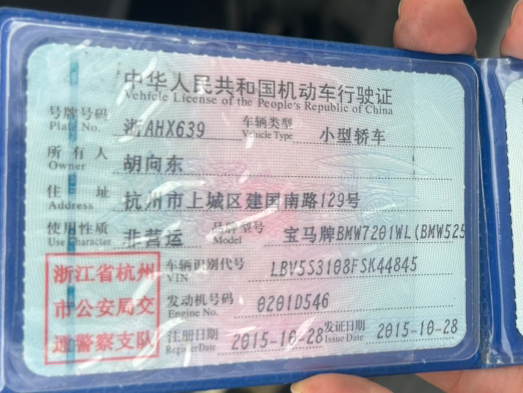 中华人民共和国机动车行驶证
Vehicle License of the People's Republic of China
号牌号码 浙AHX639 车辆类型 小型轿车
Plate No. Vehicle Type
所有人 胡向东
Owner
住址 杭州市上城区建国南路129号
Address
使用性质 非营运 品牌型号 宝马牌BMW7201WL(BMW525
Use Character Model
车辆识别代号 LBV5S3108FSK44845
VIN
发动机号码 0201D546
Engine No.
注册日期 2015-10-28 发证日期 2015-10-28
Register Date Issue Date
浙江省杭州
市公安局交
通警察支队